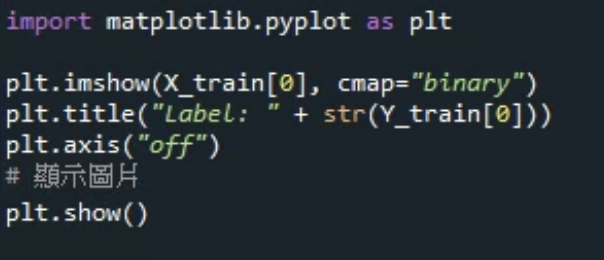 import matplotlib.pyplot as plt
plt.imshow(X_train[0], cmap="binary")
plt.title("Label: " + str(Y_train[0]))
plt.axis("off")
# 顯示圖片
plt.show()